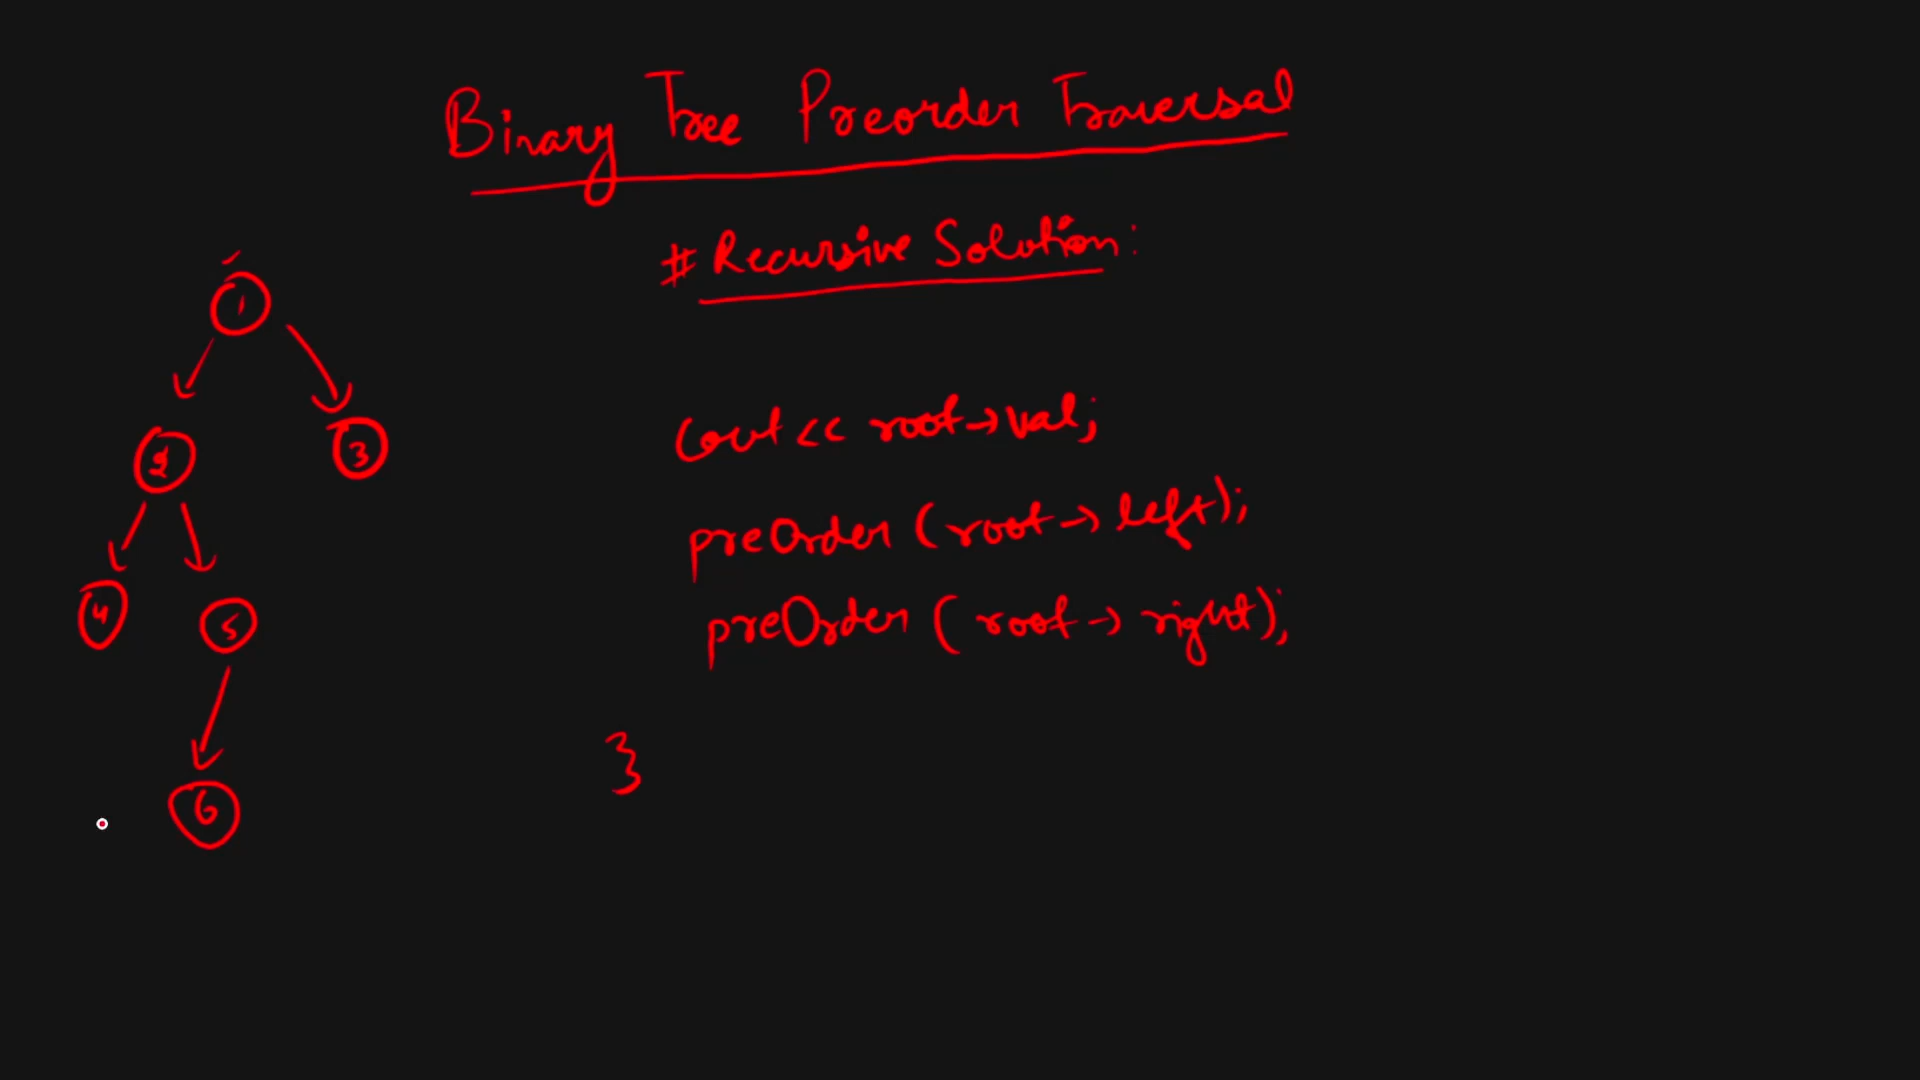 Binary Tree Preorder Traversal
# Recursive Solution:
1
cout << root->val;
2
3
preOrder (root->left);
4
5
preOrder (root->right);
}
6